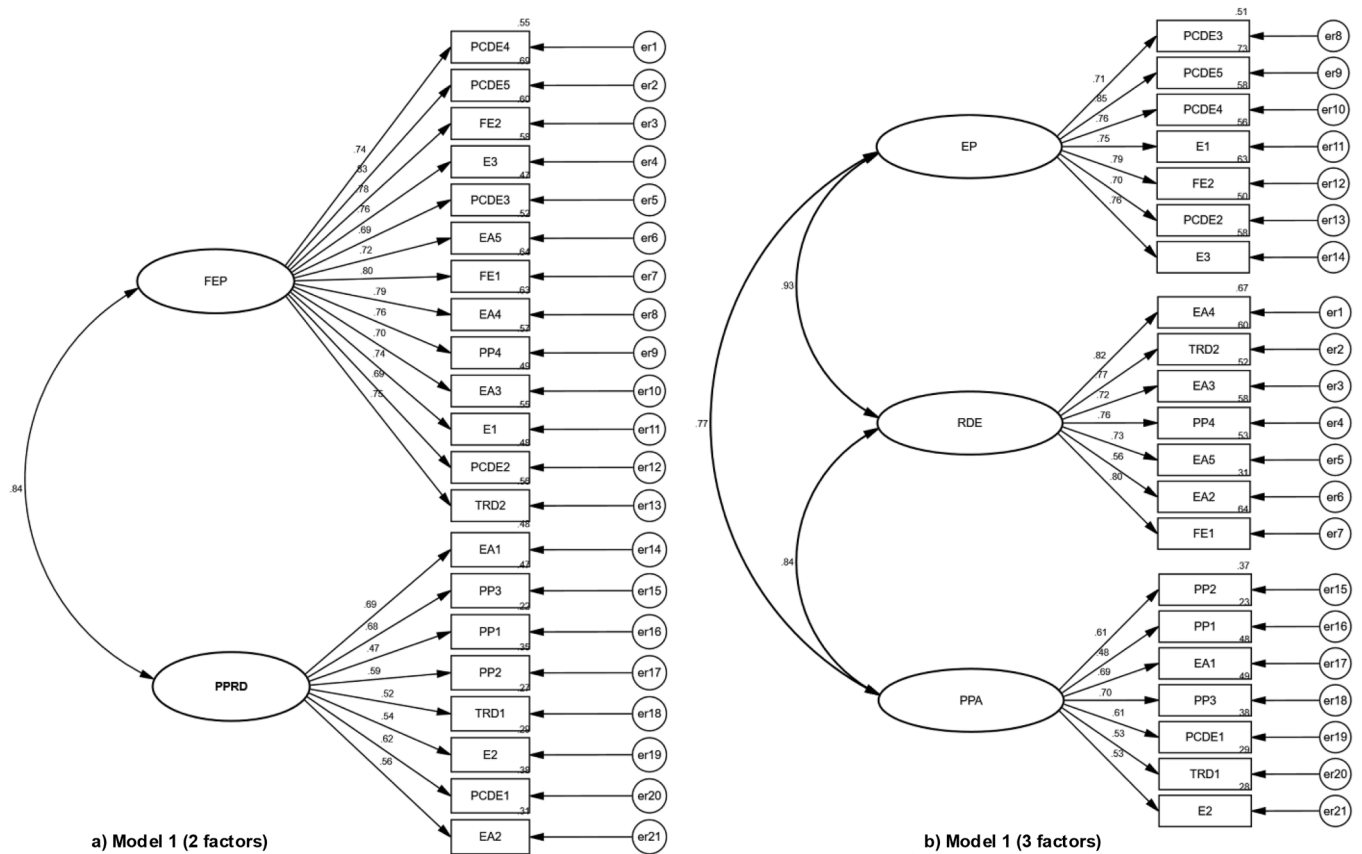 .55
PCDE4
er1
.69
PCDE5
er2
.60
FE2
er3
.58
E3
er4
.47
PCDE3
er5
.52
EA5
er6
.64
FE1
er7
.63
EA4
er8
.57
PP4
er9
.49
EA3
er10
.55
E1
er11
.48
PCDE2
er12
.56
TRD2
er13
.74
.83
.78
.76
.69
.72
.80
.79
.76
.70
.74
.69
.75
FEP
.84
.48
EA1
er14
.47
PP3
er15
.22
PP1
er16
.35
PP2
er17
.27
TRD1
er18
.29
E2
er19
.39
PCDE1
er20
.31
EA2
er21
.69
.68
.47
.59
.52
.54
.62
.56
PPRD
a) Model 1 (2 factors)
.51
PCDE3
er8
.73
PCDE5
er9
.58
PCDE4
er10
.56
E1
er11
.63
FE2
er12
.50
PCDE2
er13
.58
E3
er14
.71
.85
.76
.75
.79
.70
.76
EP
.93
.77
.67
EA4
er1
.60
TRD2
er2
.52
EA3
er3
.58
PP4
er4
.53
EA5
er5
.31
EA2
er6
.64
FE1
er7
.82
.77
.72
.76
.73
.56
.80
RDE
.84
.37
PP2
er15
.23
PP1
er16
.48
EA1
er17
.49
PP3
er18
.38
PCDE1
er19
.29
TRD1
er20
.28
E2
er21
.61
.48
.69
.70
.61
.53
.53
PPA
b) Model 1 (3 factors)